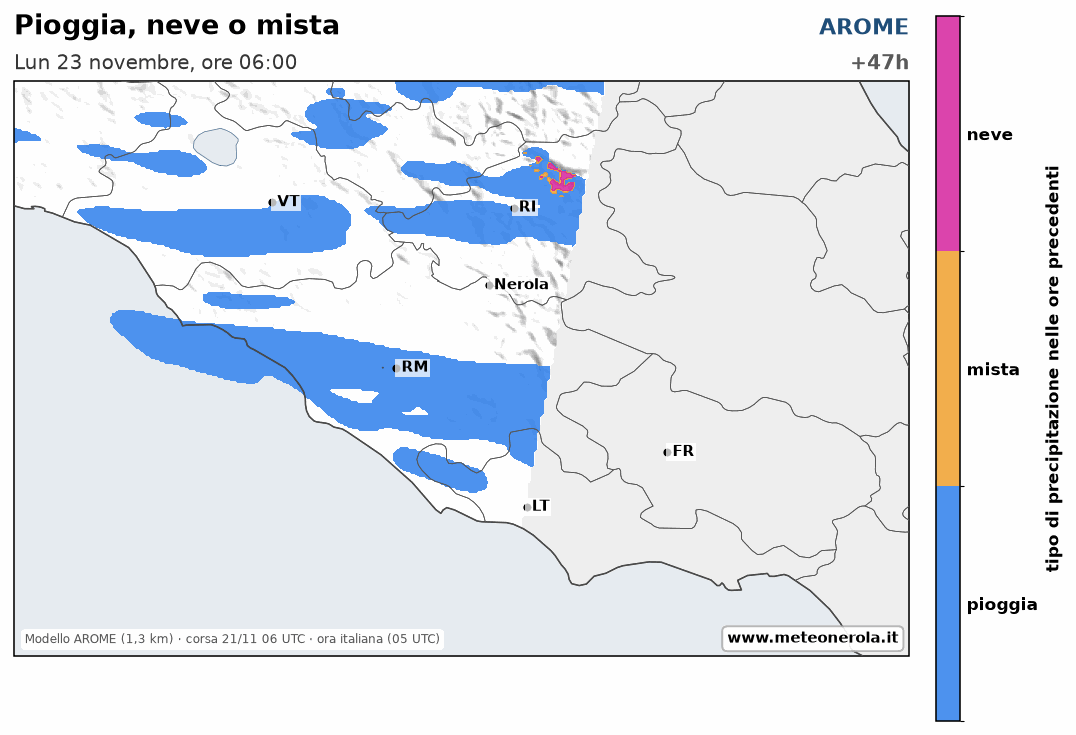 Pioggia, neve o mista
AROME
Lun 23 novembre, ore 06:00
+47h
neve
mista
pioggia
tipo di precipitazione nelle ore precedenti
VT
RI
Nerola
RM
FR
LT
Modello AROME (1,3 km) · corsa 21/11 06 UTC · ora italiana (05 UTC)
www.meteonerola.it